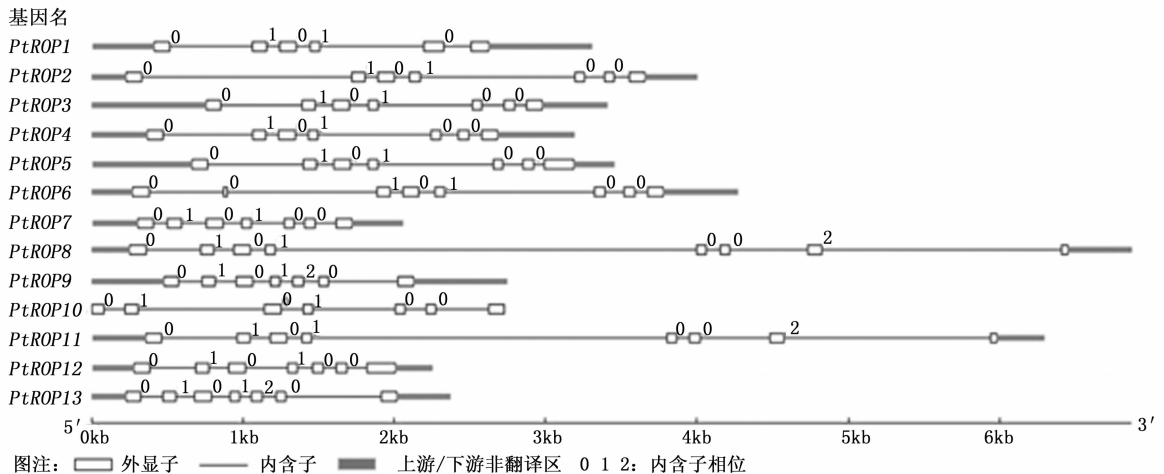 基因名
PtROP1 0 1 0 1 0
PtROP2 0 1 0 1 0 0
PtROP3 0 1 0 1 0 0
PtROP4 0 1 0 1 0 0
PtROP5 0 1 0 1 0 0
PtROP6 0 0 1 0 1 0 0
PtROP7 0 1 0 1 0 0
PtROP8 0 1 0 1 0 0 2
PtROP9 0 1 0 1 2 0
PtROP10 0 1 0 1 0 0
PtROP11 0 1 0 1 0 0 2
PtROP12 0 1 0 1 0 0
PtROP13 0 1 0 1 2 0
5′ 3′
0kb 1kb 2kb 3kb 4kb 5kb 6kb
图注: 外显子 内含子 上游/下游非翻译区 0 1 2: 内含子相位